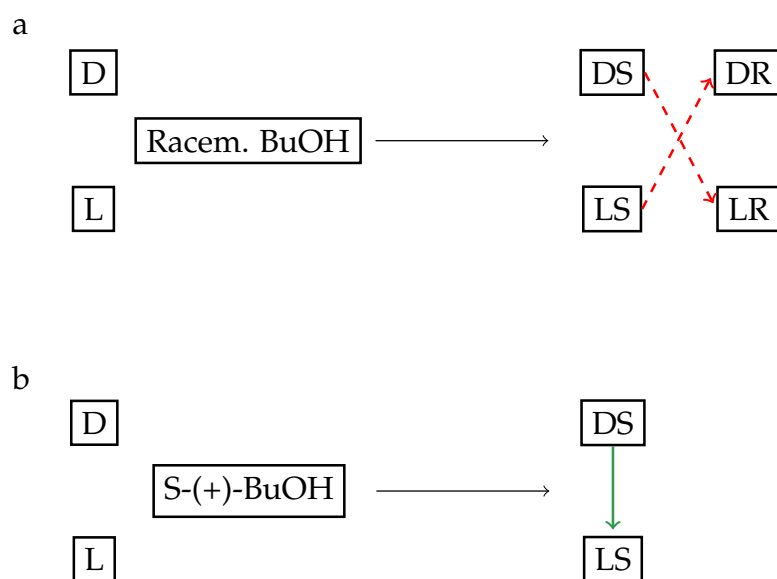 a
D DS DR
Racem. BuOH
L LS LR
b
D DS
S-(+)-BuOH
L LS